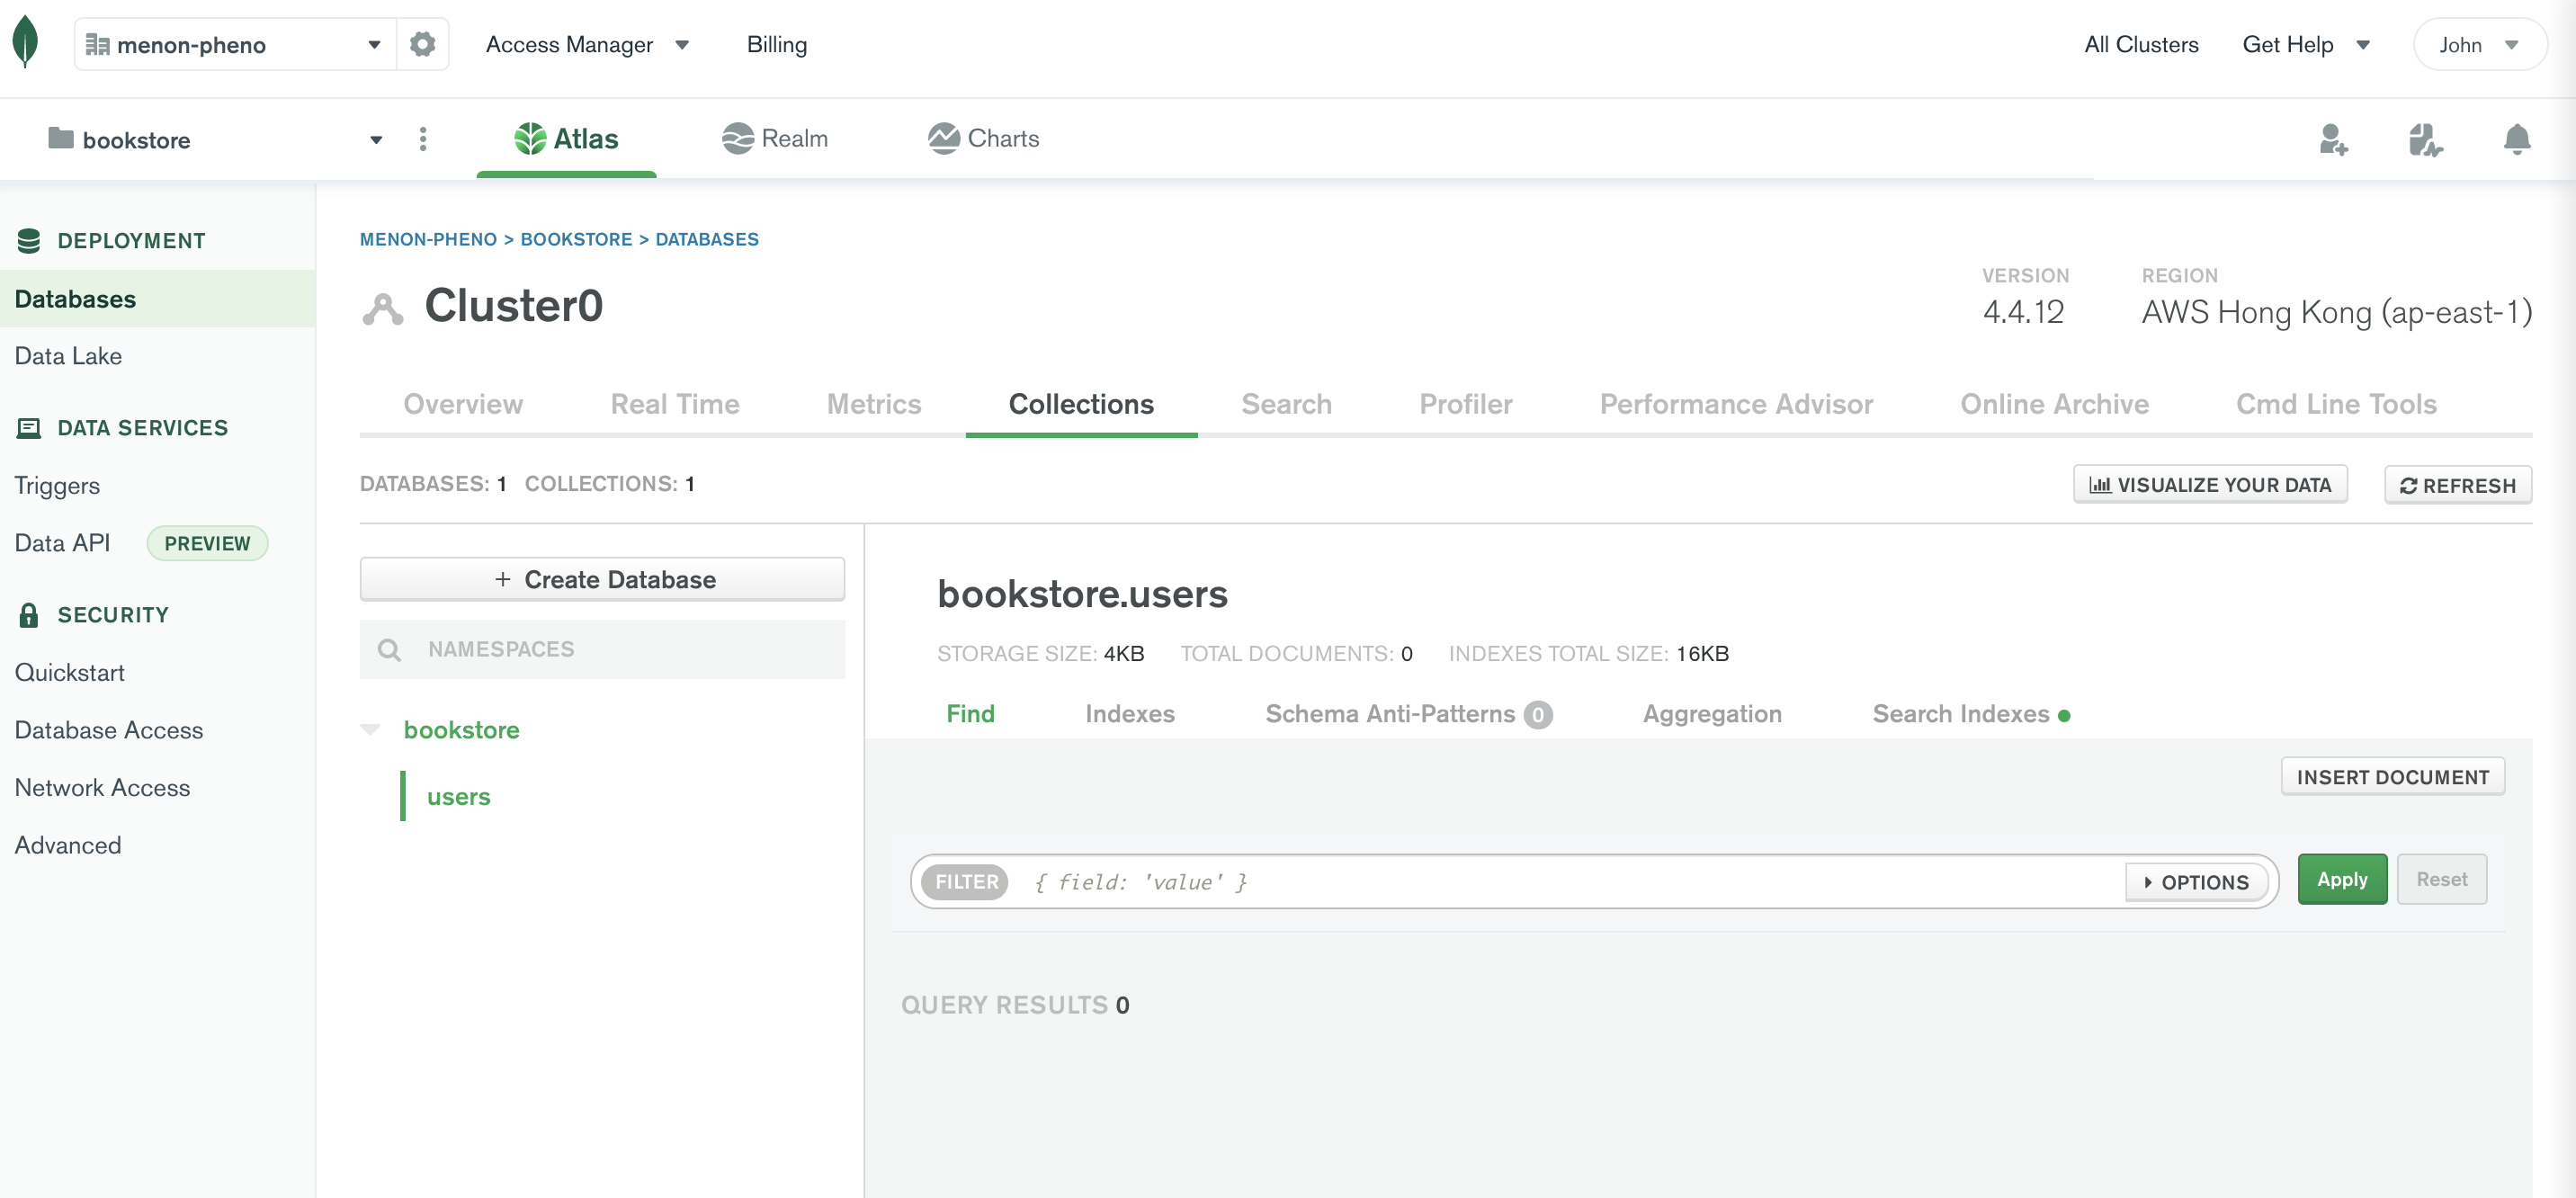 menon-pheno
Access Manager
Billing
All Clusters
Get Help
John
bookstore
Atlas
Realm
Charts
DEPLOYMENT
Databases
Data Lake
DATA SERVICES
Triggers
Data API PREVIEW
SECURITY
Quickstart
Database Access
Network Access
Advanced
MENON-PHENO > BOOKSTORE > DATABASES
Cluster0
VERSION
4.4.12
REGION
AWS Hong Kong (ap-east-1)
Overview
Real Time
Metrics
Collections
Search
Profiler
Performance Advisor
Online Archive
Cmd Line Tools
DATABASES: 1 COLLECTIONS: 1
VISUALIZE YOUR DATA
REFRESH
+ Create Database
NAMESPACES
bookstore
users
bookstore.users
STORAGE SIZE: 4KB TOTAL DOCUMENTS: 0 INDEXES TOTAL SIZE: 16KB
Find
Indexes
Schema Anti-Patterns 0
Aggregation
Search Indexes
INSERT DOCUMENT
FILTER { field: 'value' }
OPTIONS
Apply
Reset
QUERY RESULTS 0